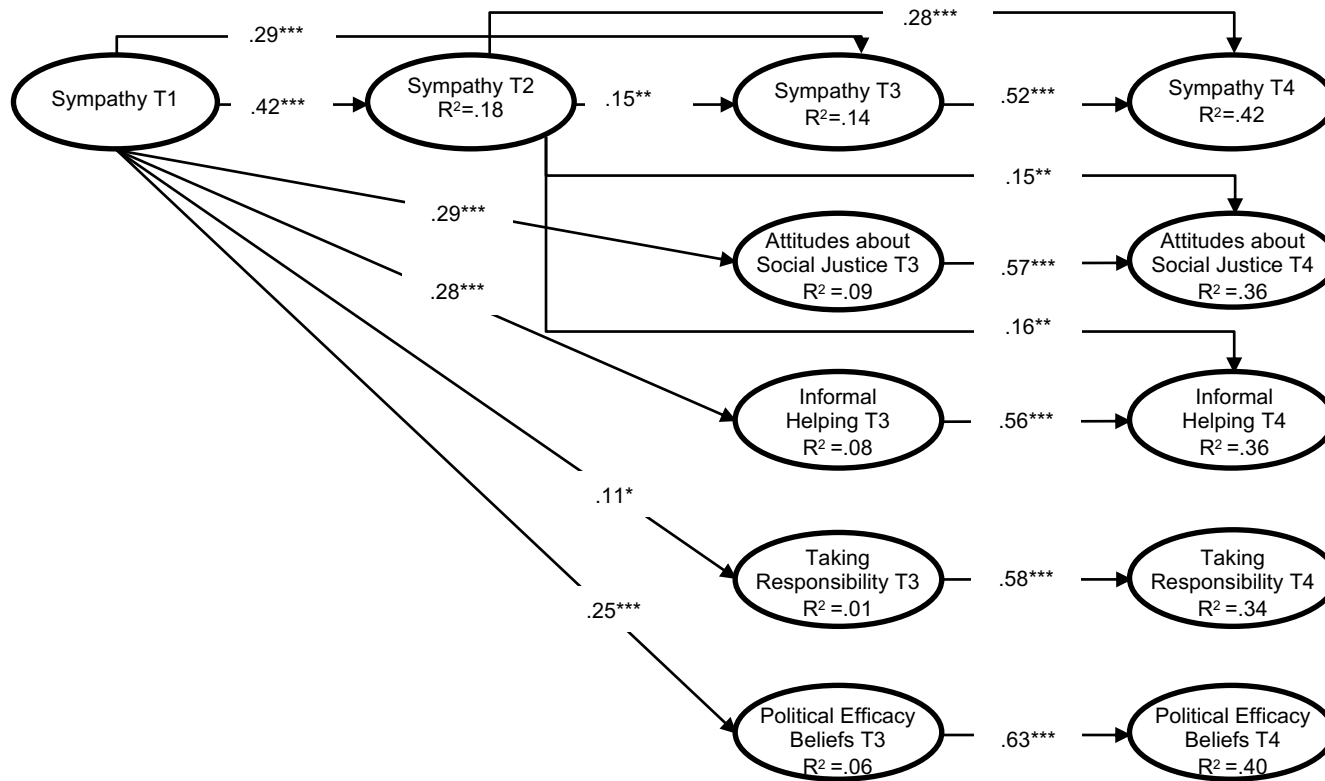 .28***
.29***
Sympathy T1
.42***
Sympathy T2
R²=.18
.15**
Sympathy T3
R²=.14
.52***
Sympathy T4
R²=.42
.15**
.29***
Attitudes about
Social Justice T3
R² =.09
.57***
Attitudes about
Social Justice T4
R² =.36
.28***
.16**
Informal
Helping T3
R² =.08
.56***
Informal
Helping T4
R² =.36
.11*
Taking
Responsibility T3
R² =.01
.58***
Taking
Responsibility T4
R² =.34
.25***
Political Efficacy
Beliefs T3
R² =.06
.63***
Political Efficacy
Beliefs T4
R² =.40